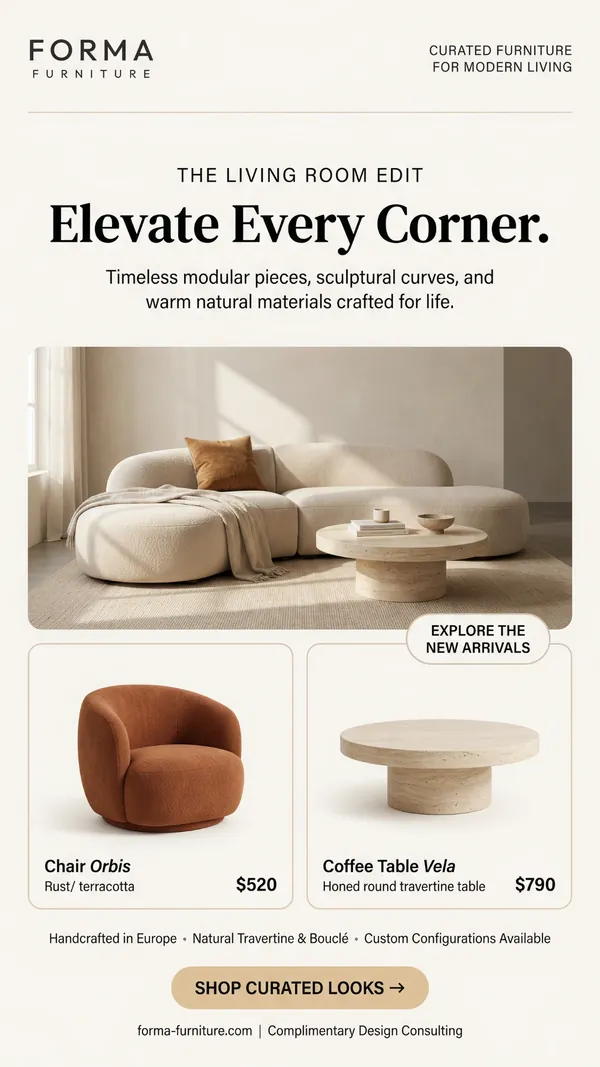 FORMA
FURNITURE
CURATED FURNITURE
FOR MODERN LIVING
THE LIVING ROOM EDIT
Elevate Every Corner.
Timeless modular pieces, sculptural curves, and
warm natural materials crafted for life.
EXPLORE THE
NEW ARRIVALS
Chair Orbis
Rust/ terracotta
$520
Coffee Table Vela
Honed round travertine table
$790
Handcrafted in Europe • Natural Travertine & Bouclé • Custom Configurations Available
SHOP CURATED LOOKS →
forma-furniture.com | Complimentary Design Consulting